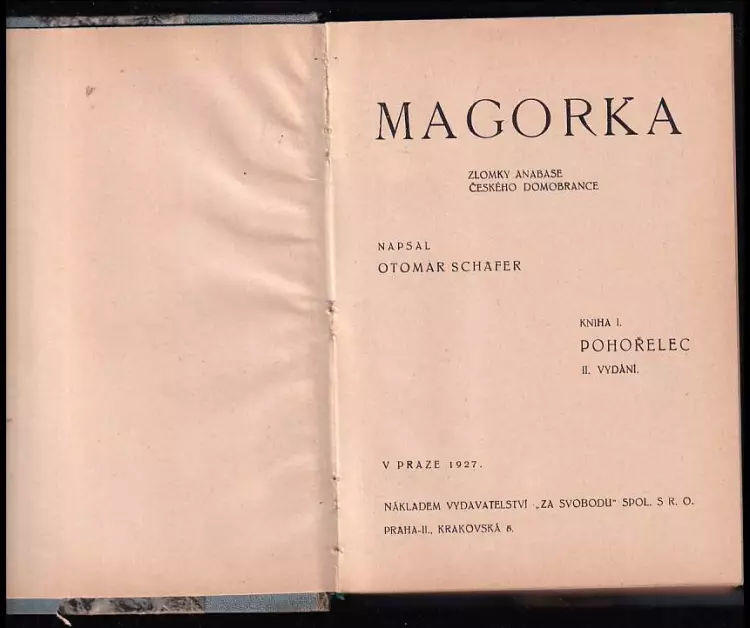 MAGORKA
ZLOMKY ANABASE
ČESKÉHO DOMOBRANCE
NAPSAL
OTOMAR SCHÄFER
KNIHA I.
POHOŘELEC
II. VYDÁNÍ.
V PRAZE 1927.
NÁKLADEM VYDAVATELSTVÍ „ZA SVOBODU" SPOL. S R. O.
PRAHA-II., KRAKOVSKÁ 8.